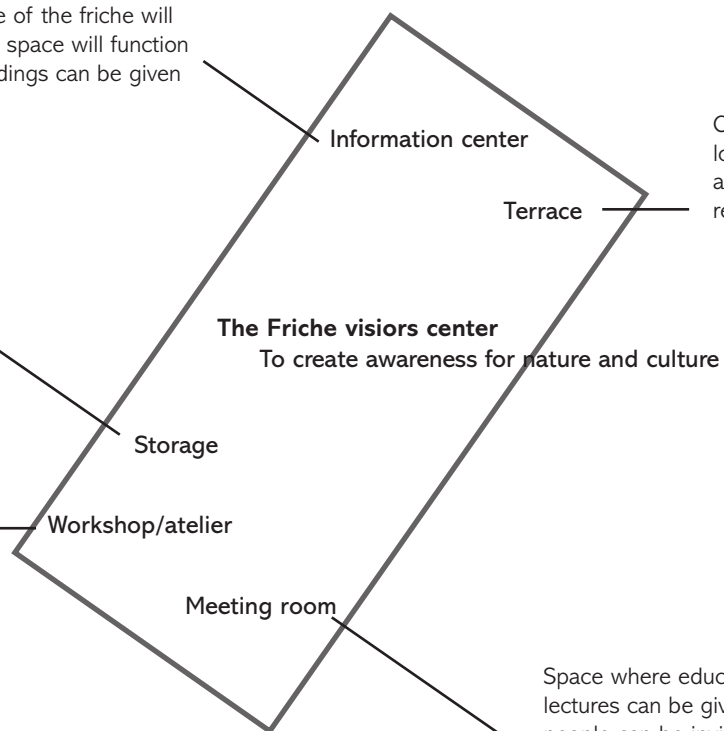 e of the friche will
space will function
dings can be given
Information center
Terrace
The Friche visiors center
To create awareness for nature and culture
Storage
Workshop/atelier
Meeting room
Space where educ
lectures can be giv